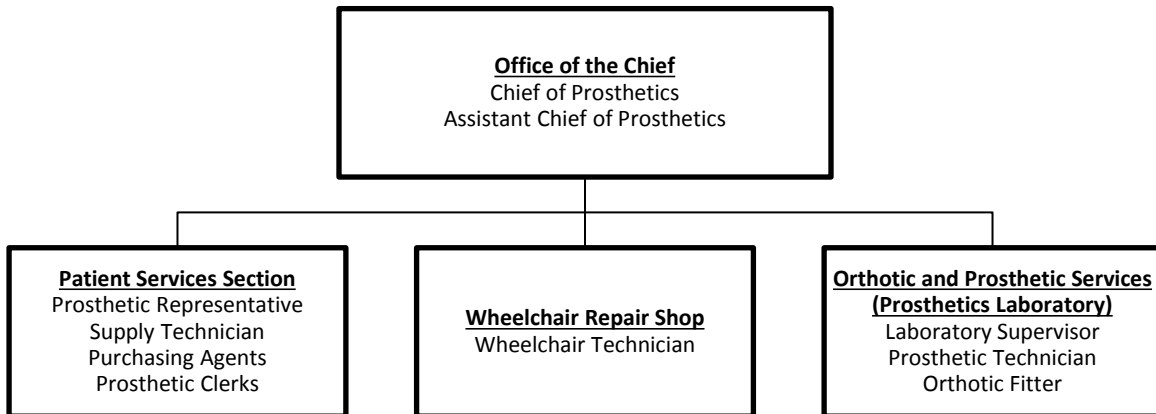 Office of the Chief
Chief of Prosthetics
Assistant Chief of Prosthetics
Patient Services Section
Prosthetic Representative
Supply Technician
Purchasing Agents
Prosthetic Clerks
Wheelchair Repair Shop
Wheelchair Technician
Orthotic and Prosthetic Services
(Prosthetics Laboratory)
Laboratory Supervisor
Prosthetic Technician
Orthotic Fitter